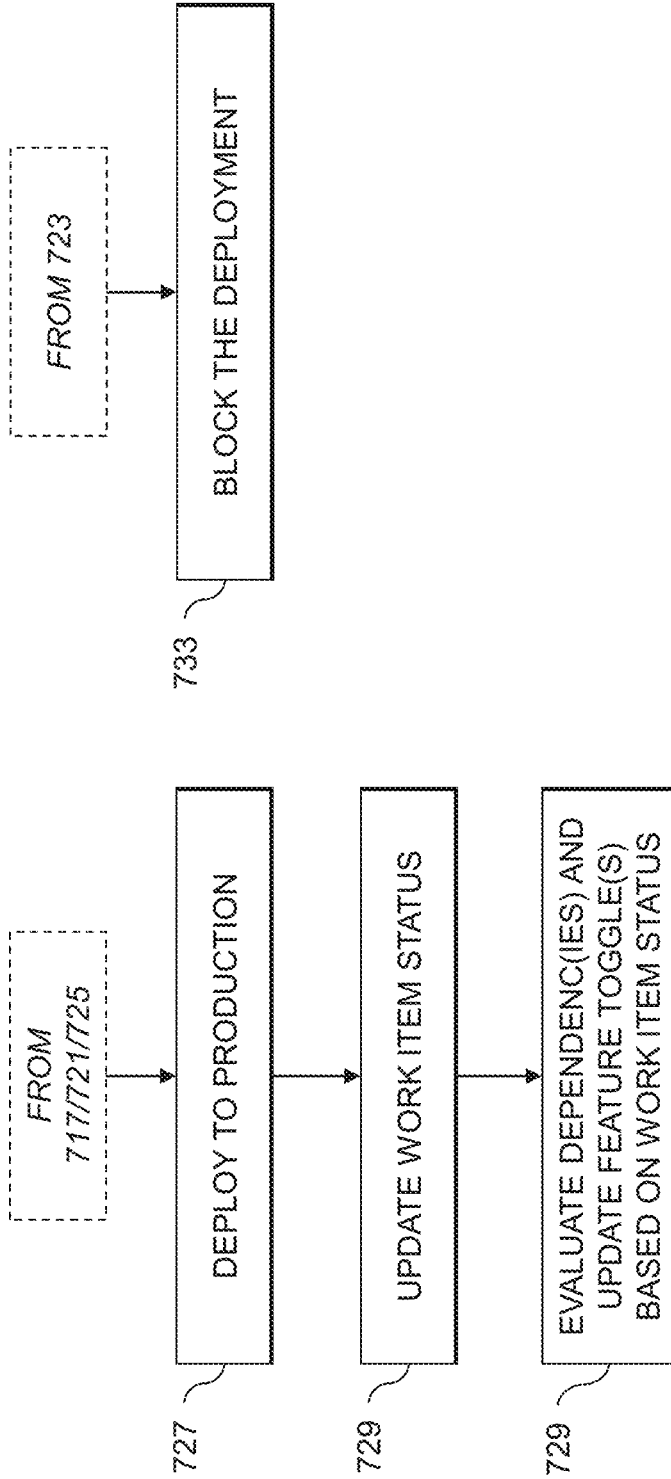 FROM
717/721/725
727
DEPLOY TO PRODUCTION
729
UPDATE WORK ITEM STATUS
729
EVALUATE DEPENDENC(IES) AND
UPDATE FEATURE TOGGLE(S)
BASED ON WORK ITEM STATUS
FROM 723
733
BLOCK THE DEPLOYMENT